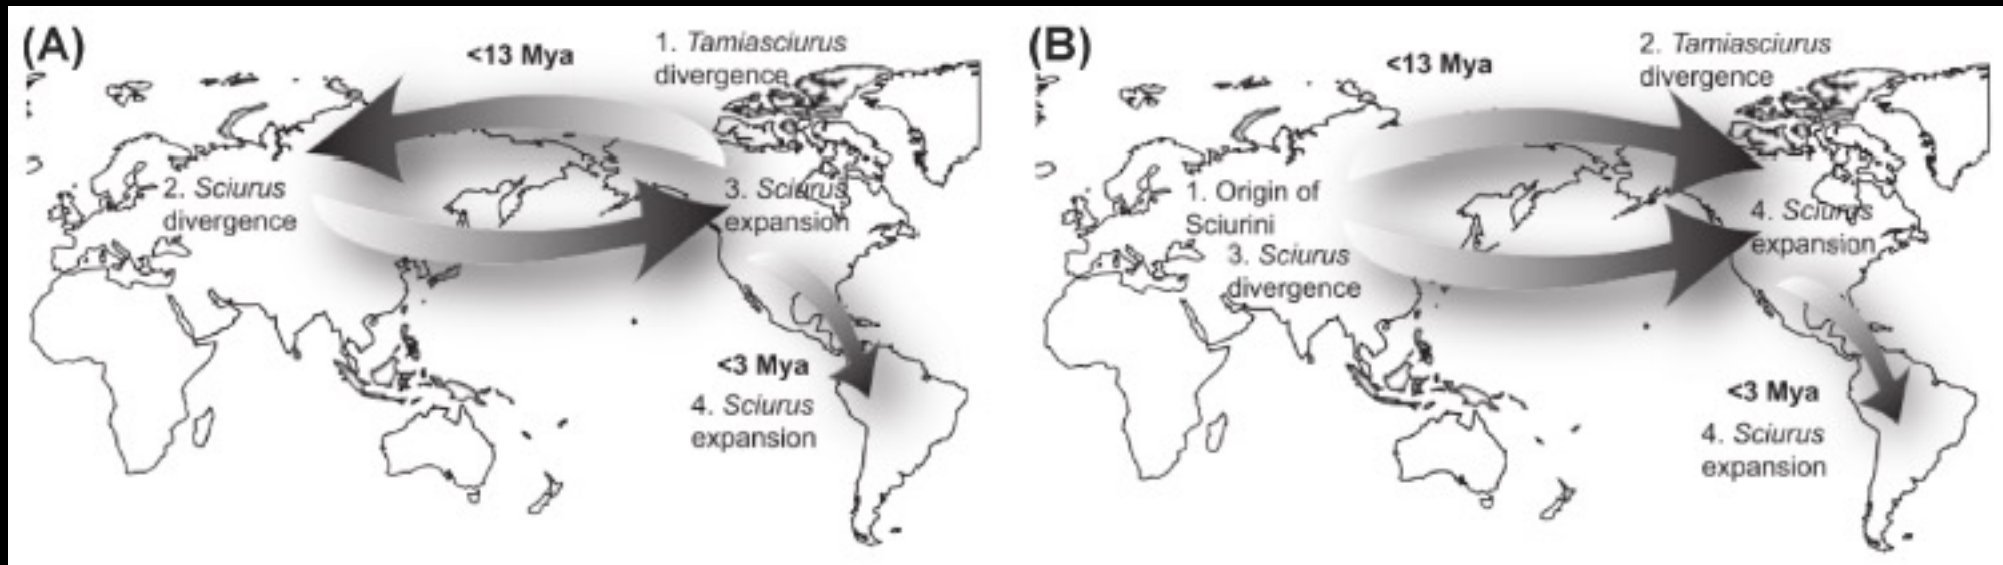 (A)
<13 Mya
1. Tamiasciurus
divergence
2. Sciurus
divergence
3. Sciurus
expansion
<3 Mya
4. Sciurus
expansion
(B)
<13 Mya
2. Tamiasciurus
divergence
1. Origin of
Sciurini
3. Sciurus
divergence
4. Sciurus
expansion
<3 Mya
4. Sciurus
expansion